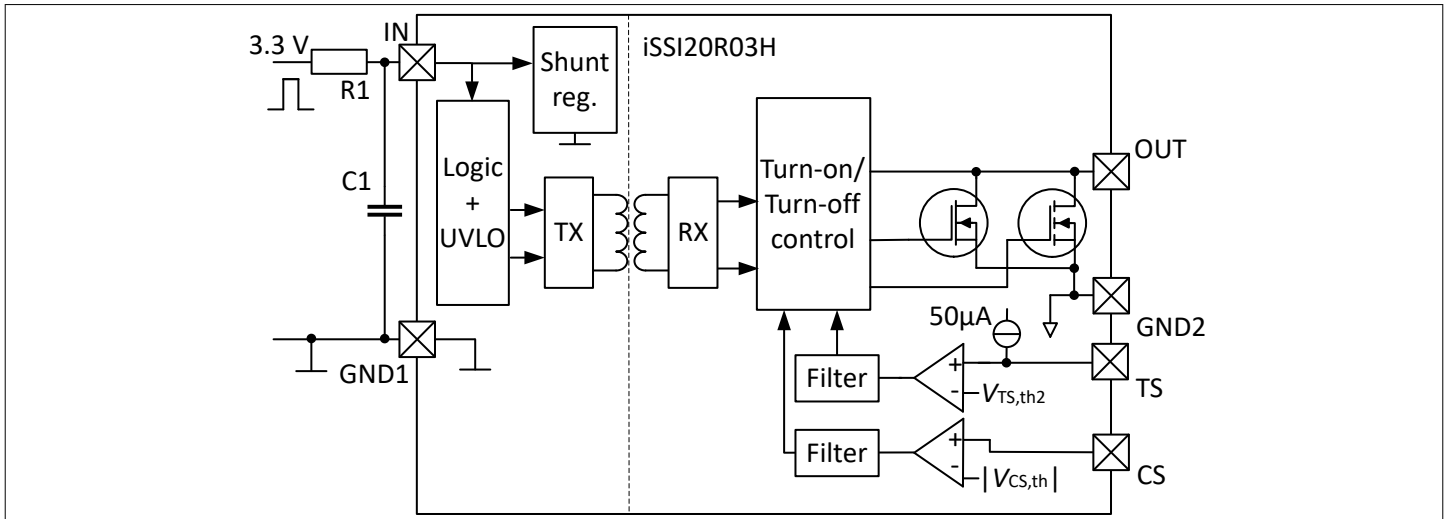 IN
3.3 V
R1
C1
GND1
Shunt
reg.
iSSI20R03H
Logic
+
UVLO
TX
RX
Turn-on/
Turn-off
control
OUT
GND2
50µA
TS
CS
Filter
+
-
VTS,th2
Filter
+
-
|VCS,th|